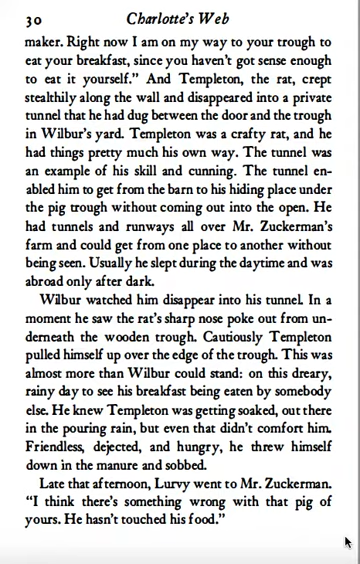 30 Charlotte's Web
maker. Right now I am on my way to your trough to
eat your breakfast, since you haven't got sense enough
to eat it yourself." And Templeton, the rat, crept
stealthily along the wall and disappeared into a private
tunnel that he had dug between the door and the trough
in Wilbur's yard. Templeton was a crafty rat, and he
had things pretty much his own way. The tunnel was
an example of his skill and cunning. The tunnel en-
abled him to get from the barn to his hiding place under
the pig trough without coming out into the open. He
had tunnels and runways all over Mr. Zuckerman's
farm and could get from one place to another without
being seen. Usually he slept during the daytime and was
abroad only after dark.
Wilbur watched him disappear into his tunnel. In a
moment he saw the rat's sharp nose poke out from un-
derneath the wooden trough. Cautiously Templeton
pulled himself up over the edge of the trough. This was
almost more than Wilbur could stand: on this dreary,
rainy day to see his breakfast being eaten by somebody
else. He knew Templeton was getting soaked, out there
in the pouring rain, but even that didn't comfort him.
Friendless, dejected, and hungry, he threw himself
down in the manure and sobbed.
Late that afternoon, Lurvy went to Mr. Zuckerman.
"I think there's something wrong with that pig of
yours. He hasn't touched his food."